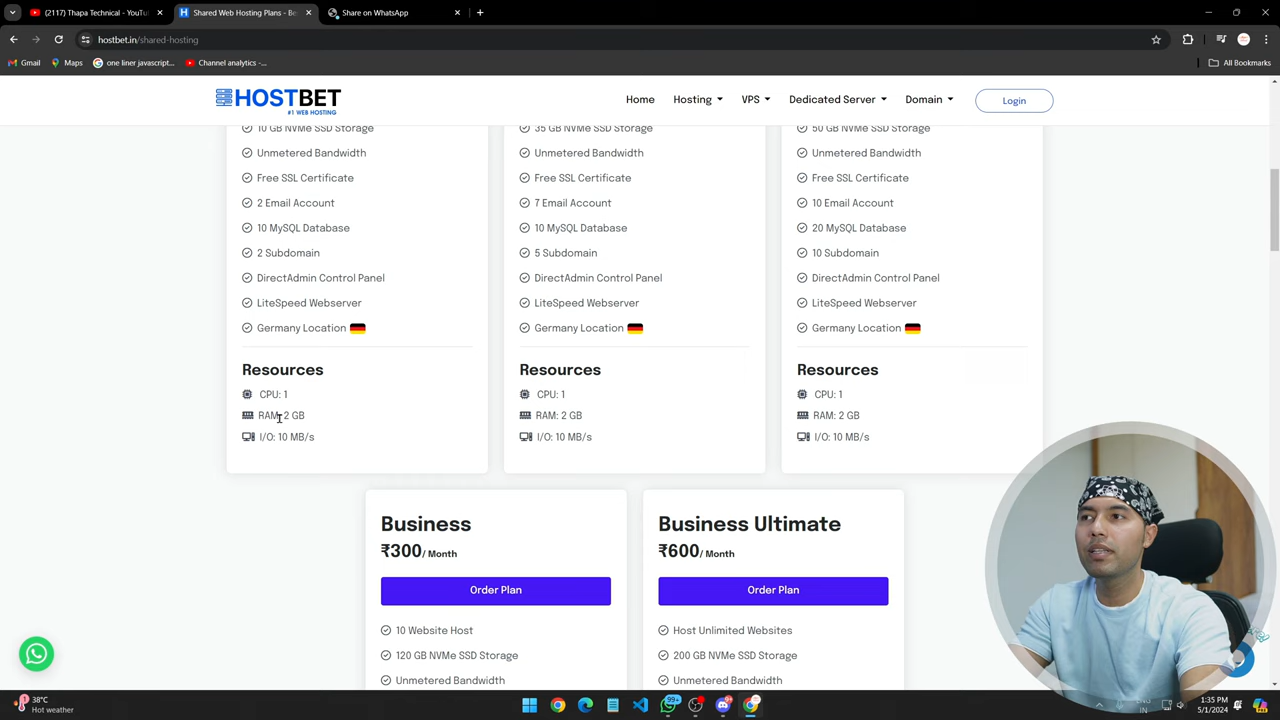 (2117) Thapa Technical - YouTu
Shared Web Hosting Plans - Be
Share on WhatsApp
hostbet.in/shared-hosting
Gmail
Maps
one liner javascript...
Channel analytics -...
All Bookmarks
HOSTBET
#1 WEB HOSTING
Home
Hosting
VPS
Dedicated Server
Domain
Login
10 GB NVMe SSD Storage
Unmetered Bandwidth
Free SSL Certificate
2 Email Account
10 MySQL Database
2 Subdomain
DirectAdmin Control Panel
LiteSpeed Webserver
Germany Location
Resources
CPU: 1
RAM: 2 GB
I/O: 10 MB/s
35 GB NVMe SSD Storage
Unmetered Bandwidth
Free SSL Certificate
7 Email Account
10 MySQL Database
5 Subdomain
DirectAdmin Control Panel
LiteSpeed Webserver
Germany Location
Resources
CPU: 1
RAM: 2 GB
I/O: 10 MB/s
50 GB NVMe SSD Storage
Unmetered Bandwidth
Free SSL Certificate
10 Email Account
20 MySQL Database
10 Subdomain
DirectAdmin Control Panel
LiteSpeed Webserver
Germany Location
Resources
CPU: 1
RAM: 2 GB
I/O: 10 MB/s
Business
₹300/ Month
Order Plan
10 Website Host
120 GB NVMe SSD Storage
Unmetered Bandwidth
Business Ultimate
₹600/ Month
Order Plan
Host Unlimited Websites
200 GB NVMe SSD Storage
Unmetered Bandwidth
38°C
Hot weather
99+
ENG
IN
1:35 PM
5/1/2024